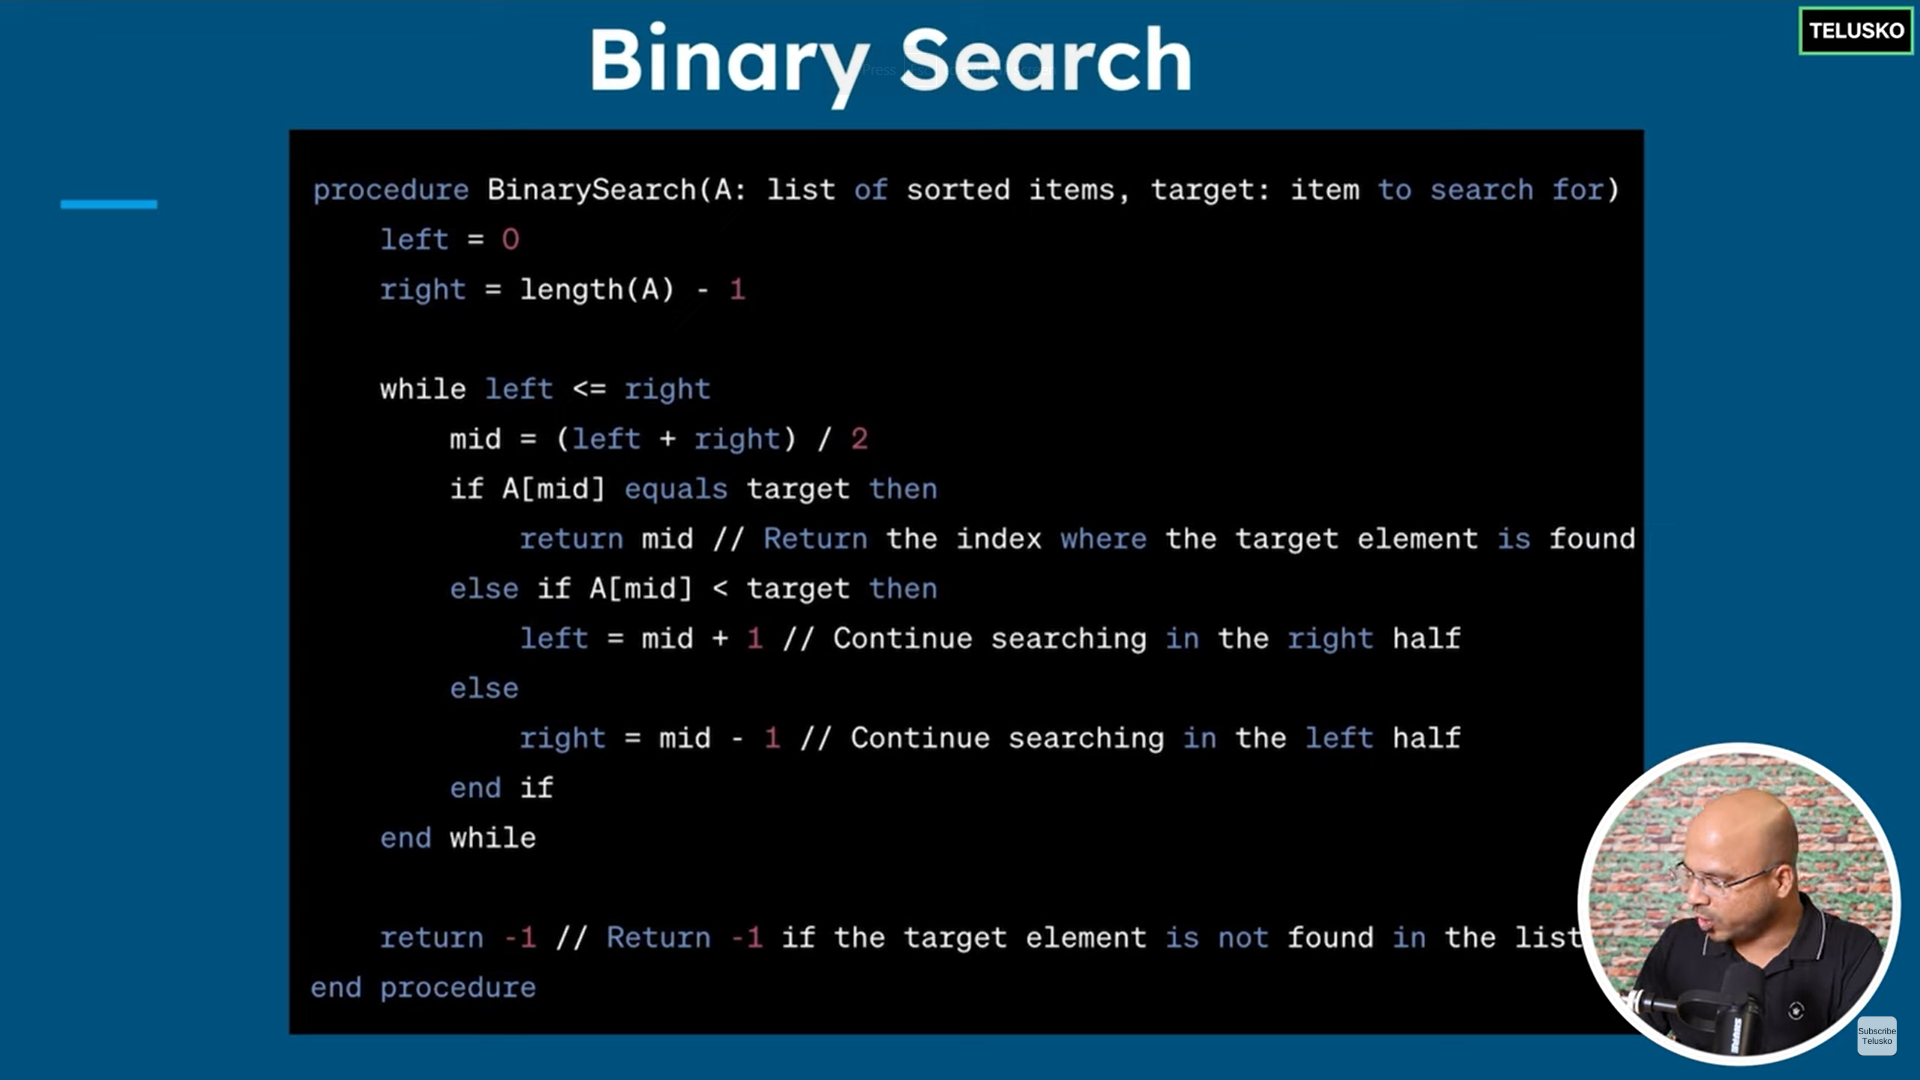 Binary Search
TELUSKO
procedure BinarySearch(A: list of sorted items, target: item to search for)
left = 0
right = length(A) - 1
while left <= right
mid = (left + right) / 2
if A[mid] equals target then
return mid // Return the index where the target element is found
else if A[mid] < target then
left = mid + 1 // Continue searching in the right half
else
right = mid - 1 // Continue searching in the left half
end if
end while
return -1 // Return -1 if the target element is not found in the list
end procedure
Subscribe
Telusko